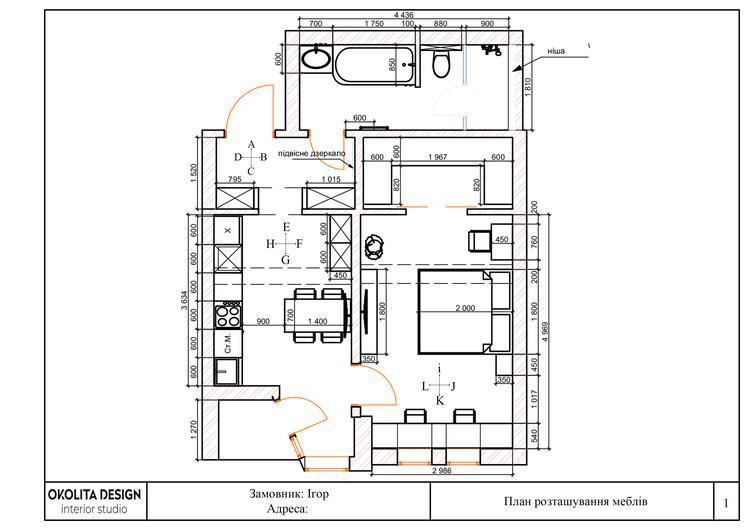 4 436
700
1 750
100
880
900
600
850
ніша
1 810
600
підвісне дзеркало
A
D B
C
1 520
795
1 015
600
600
1 967
600
820
820
200
E
H F
G
X
600
600
600
600
600
600
600
600
3 634
450
450
760
200
900
700
1 400
Ст.М.
1 800
2 000
1 800
4 969
350
450
350
i
L J
K
1 017
540
1 270
2 986
OKOLITA DESIGN
interior studio
Замовник: Ігор
Адреса:
План розташування меблів
1